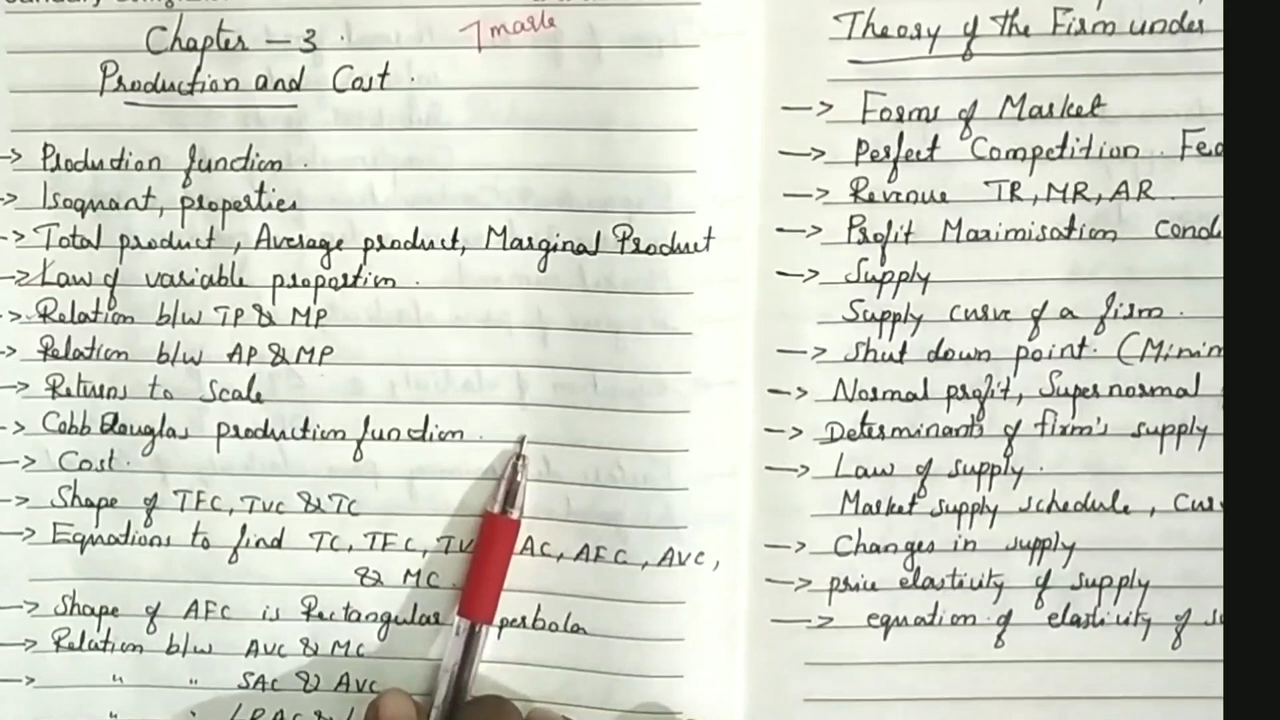 Chapter - 3.
7 mark
Production and Cost.
-> Production function.
-> Isoquant, properties
-> Total product, Average product, Marginal Product
-> Law of variable proportion.
-> Relation b/w TP & MP
-> Relation b/w AP & MP
-> Returns to Scale
-> Cobb Douglas production function.
-> Cost.
-> Shape of TFC, TVC & TC
-> Equations to find TC, TFC, AC, AFC, AVC,
& MC.
-> Shape of AFC is Rectangular
-> Relation b/w AVC & MC
-> " " SAC & AVC
Theory of the Firm under
-> Forms of Market
-> Perfect Competition.
-> Revenue TR, MR, AR.
-> Profit Maximisation
-> Supply
Supply curve of a firm.
-> Shut down point.
-> Normal profit, Supernormal
-> Determinants of firm's supply
-> Law of supply.
Market supply schedule,
-> Changes in supply
-> price elasticity of supply
-> equation of elasticity of